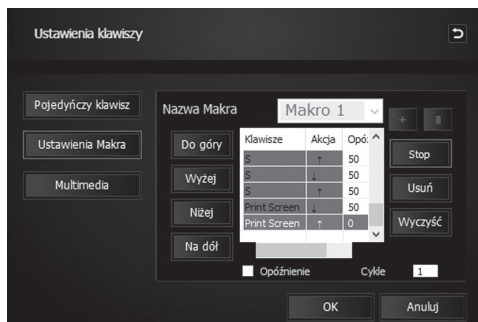 Ustawienia klawiszy
Pojedyńczy klawisz
Ustawienia Makra
Multimedia
Nazwa Makra
Makro 1
+
Do góry
Wyżej
Niżej
Na dół
Klawisze Akcja Opó:
S ↑ 50
S ↓ 50
S ↑ 50
Print Screen ↓ 50
Print Screen ↑ 0
Stop
Usuń
Wyczyść
Opóźnienie
Cykle 1
OK
Anuluj